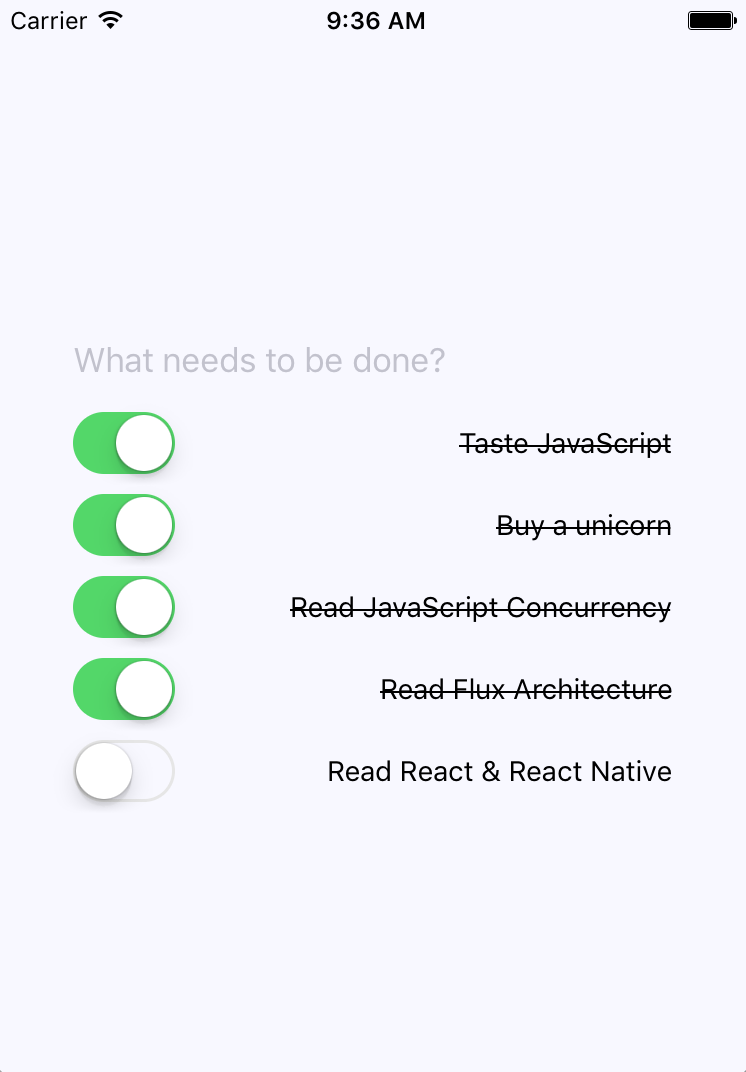 Carrier 9:36 AM
What needs to be done?
Taste JavaScript
Buy a unicorn
Read JavaScript Concurrency
Read Flux Architecture
Read React & React Native